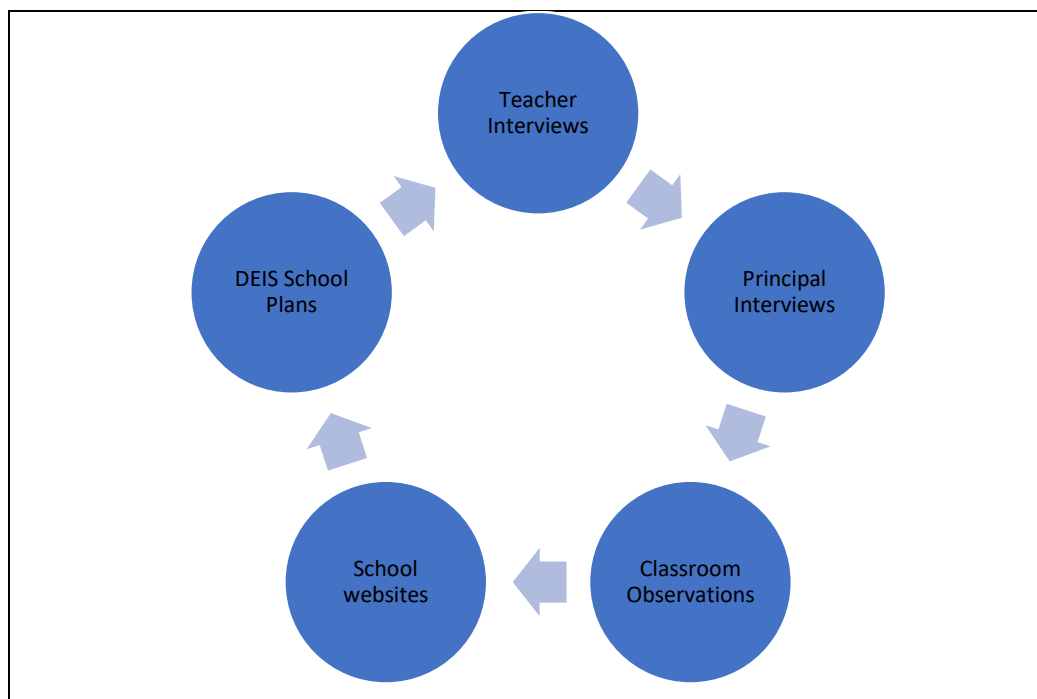 Teacher
Interviews
Principal
Interviews
Classroom
Observations
School
websites
DEIS School
Plans